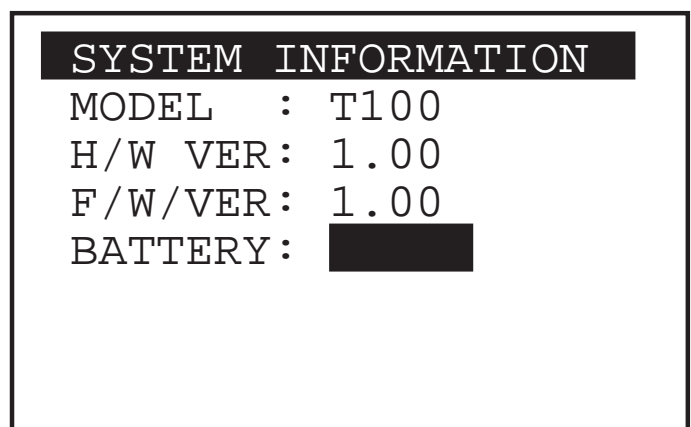 SYSTEM INFORMATION
MODEL : T100
H/W VER: 1.00
F/W/VER: 1.00
BATTERY: